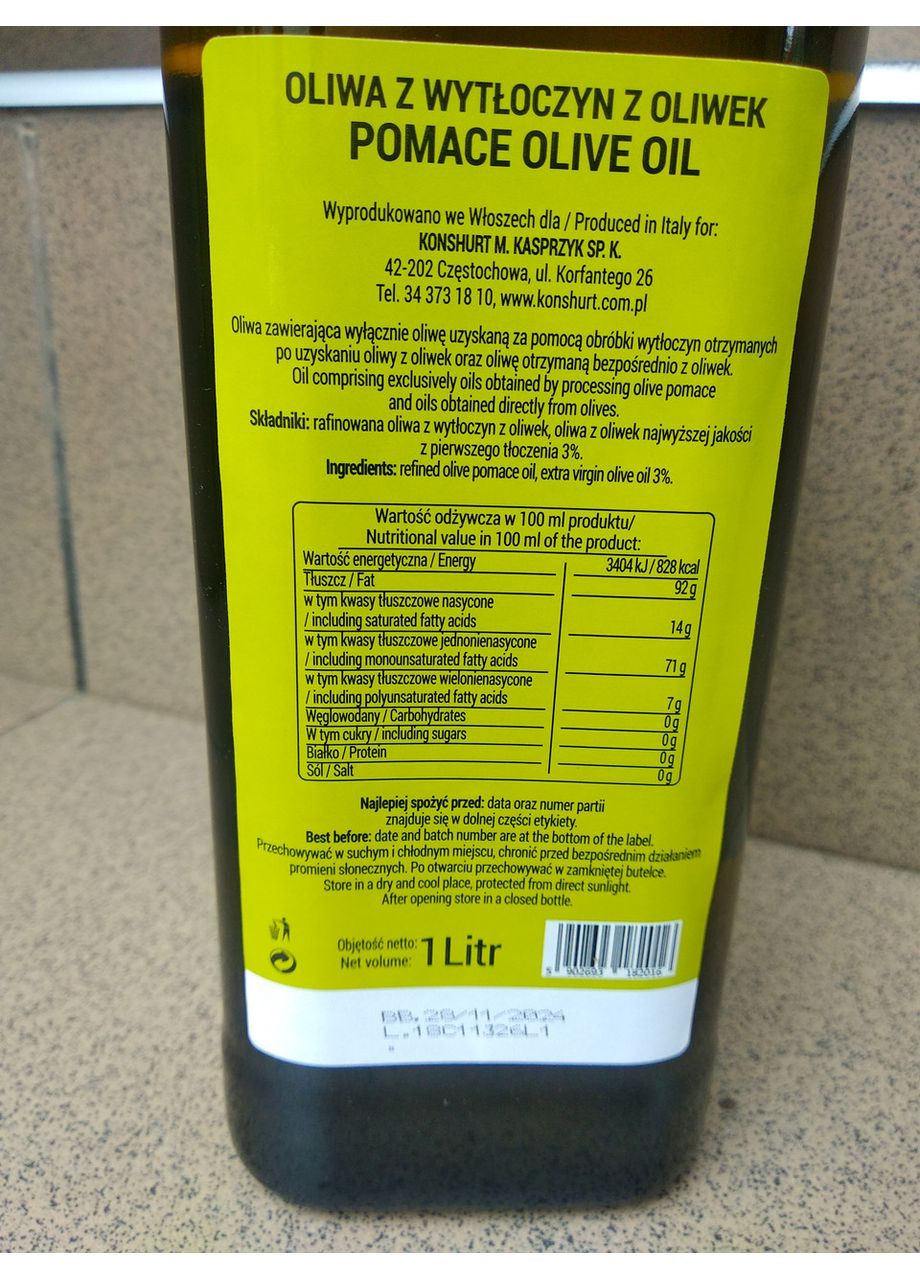 OLIWA Z WYTŁOCZYN Z OLIWEK
POMACE OLIVE OIL
Wyprodukowano we Włoszech dla / Produced in Italy for:
KONSHURT M. KASPRZYK SP. K.
42-202 Częstochowa, ul. Korfantego 26
Tel. 34 373 18 10, www.konshurt.com.pl
Oliwa zawierająca wyłącznie oliwę uzyskaną za pomocą obróbki wytłoczyn otrzymanych
po uzyskaniu oliwy z oliwek oraz oliwę otrzymaną bezpośrednio z oliwek.
Oil comprising exclusively oils obtained by processing olive pomace
and oils obtained directly from olives.
Składniki: rafinowana oliwa z wytłoczyn z oliwek, oliwa z oliwek najwyższej jakości
z pierwszego tłoczenia 3%.
Ingredients: refined olive pomace oil, extra virgin olive oil 3%.
Wartość odżywcza w 100 ml produktu/
Nutritional value in 100 ml of the product:
Wartość energetyczna / Energy 3404 kJ / 828 kcal
Tłuszcz / Fat 92 g
w tym kwasy tłuszczowe nasycone
/ including saturated fatty acids 14 g
w tym kwasy tłuszczowe jednonienasycone
/ including monounsaturated fatty acids 71 g
w tym kwasy tłuszczowe wielonienasycone
/ including polyunsaturated fatty acids 7 g
Węglowodany / Carbohydrates 0 g
W tym cukry / including sugars 0 g
Białko / Protein 0 g
Sól / Salt 0 g
Najlepiej spożyć przed: data oraz numer partii
znajduje się w dolnej części etykiety.
Best before: date and batch number are at the bottom of the label.
Przechowywać w suchym i chłodnym miejscu, chronić przed bezpośrednim działaniem
promieni słonecznych. Po otwarciu przechowywać w zamkniętej butelce.
Store in a dry and cool place, protected from direct sunlight.
After opening store in a closed bottle.
Objętość netto: 1 Litr
Net volume:
5 902693 182016
BB. 28/11/2024
L.18C11326L1